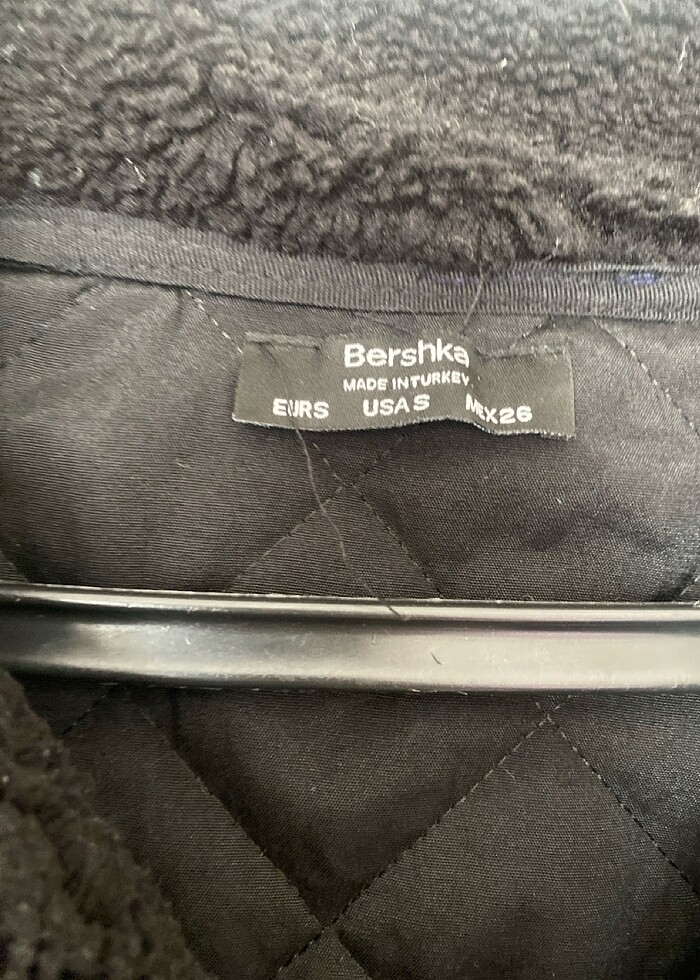 Bershka
MADE IN TURKEY
EUR S USA S MEX 26